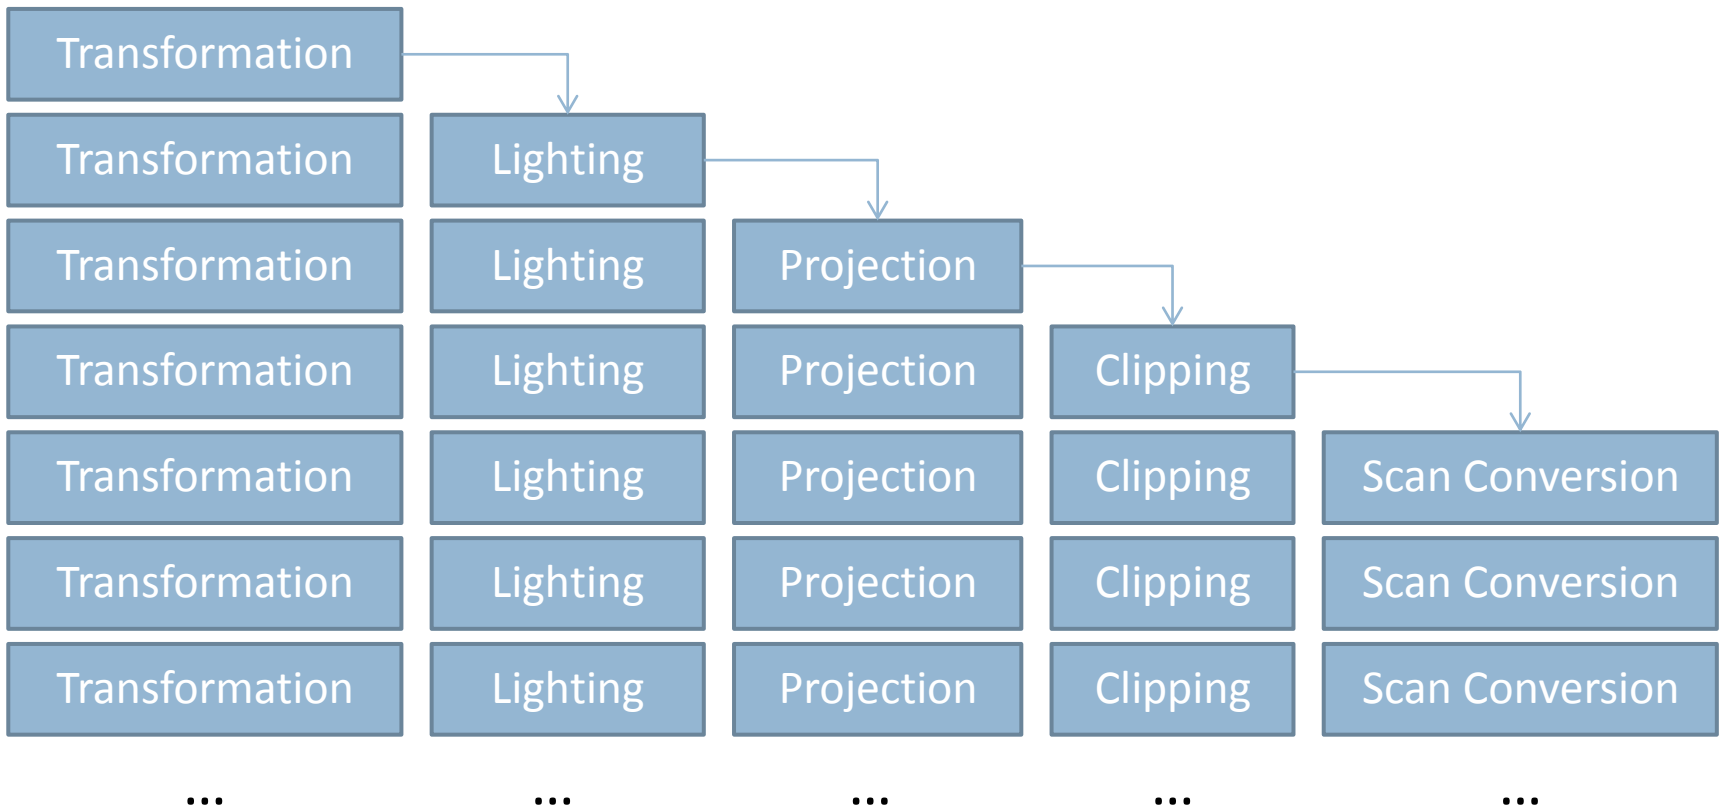 Transformation
Transformation Lighting
Transformation Lighting Projection
Transformation Lighting Projection Clipping
Transformation Lighting Projection Clipping Scan Conversion
Transformation Lighting Projection Clipping Scan Conversion
Transformation Lighting Projection Clipping Scan Conversion
... ... ... ... ...